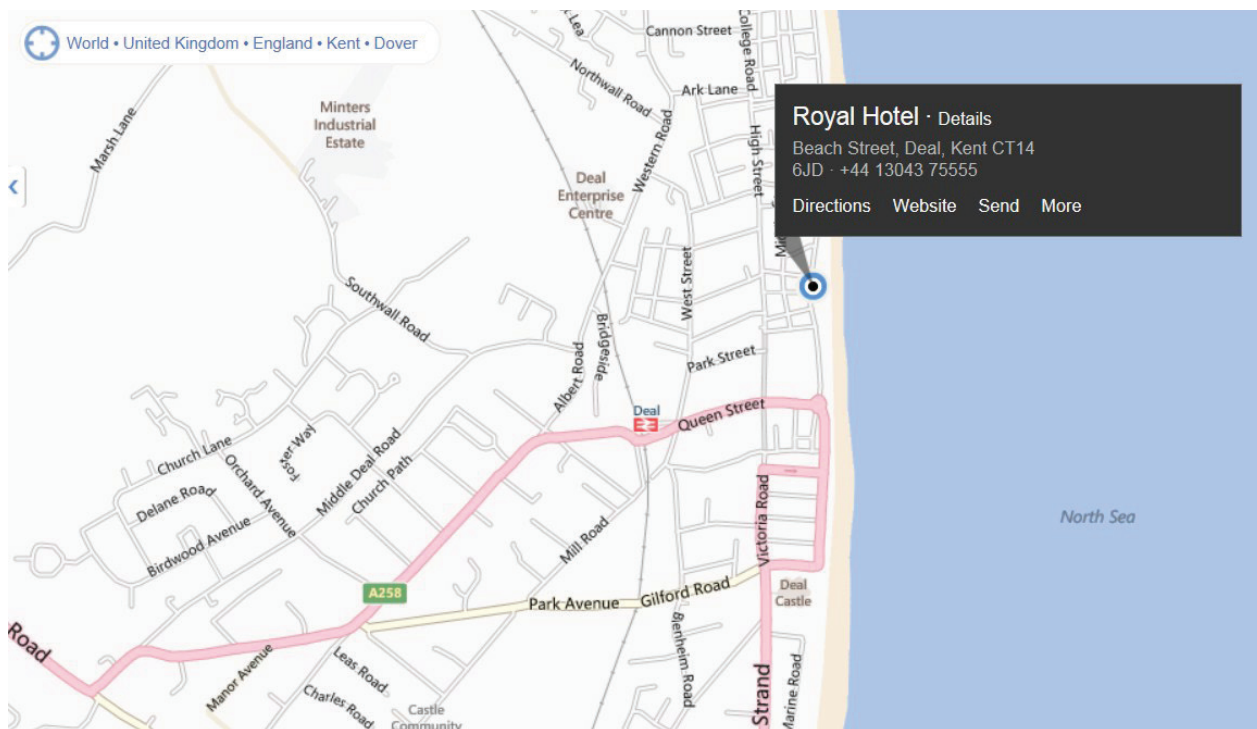 World • United Kingdom • England • Kent • Dover
Cannon Street
College Road
Northwall Road
Ark Lane
Minters
Industrial
Estate
Marsh Lane
Western Road
High Street
Royal Hotel · Details
Beach Street, Deal, Kent CT14
6JD · +44 13043 75555
Directions Website Send More
Deal
Enterprise
Centre
West Street
Southwall Road
Bridgeside
Park Street
Albert Road
Deal
Queen Street
Church Lane
Middle Deal Road
Church Path
Orchard Avenue
Delane Road
Birdwood Avenue
Victoria Road
Mill Road
North Sea
A258
Park Avenue
Gilford Road
Deal
Castle
Blenheim Road
Road
Manor Avenue
Leas Road
Charles Road
Castle
Community
Strand
Marine Road